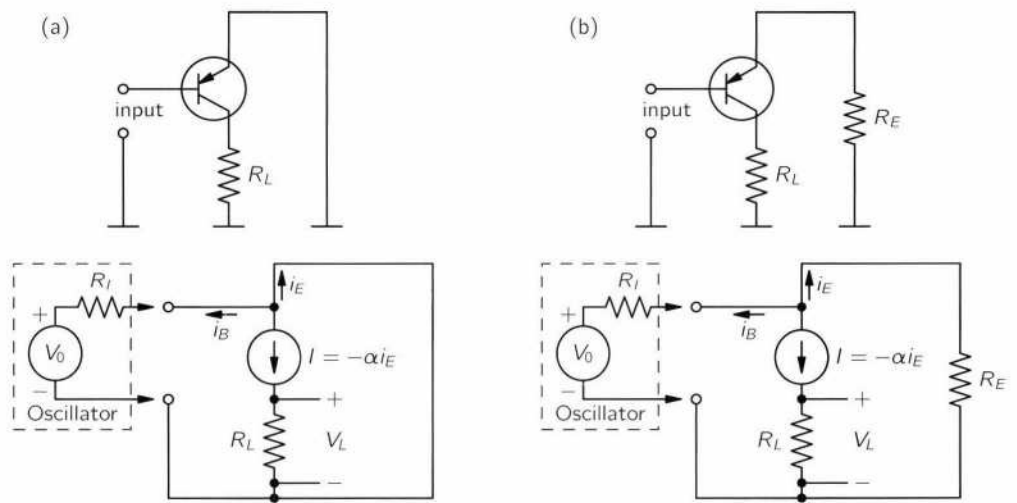 (a)
input
R_L
(b)
input
R_L
R_E
R_I
+
V_0
−
Oscillator
i_B
i_E
I = −αi_E
+
R_L
V_L
−
R_I
+
V_0
−
Oscillator
i_B
i_E
I = −αi_E
+
R_L
V_L
−
R_E